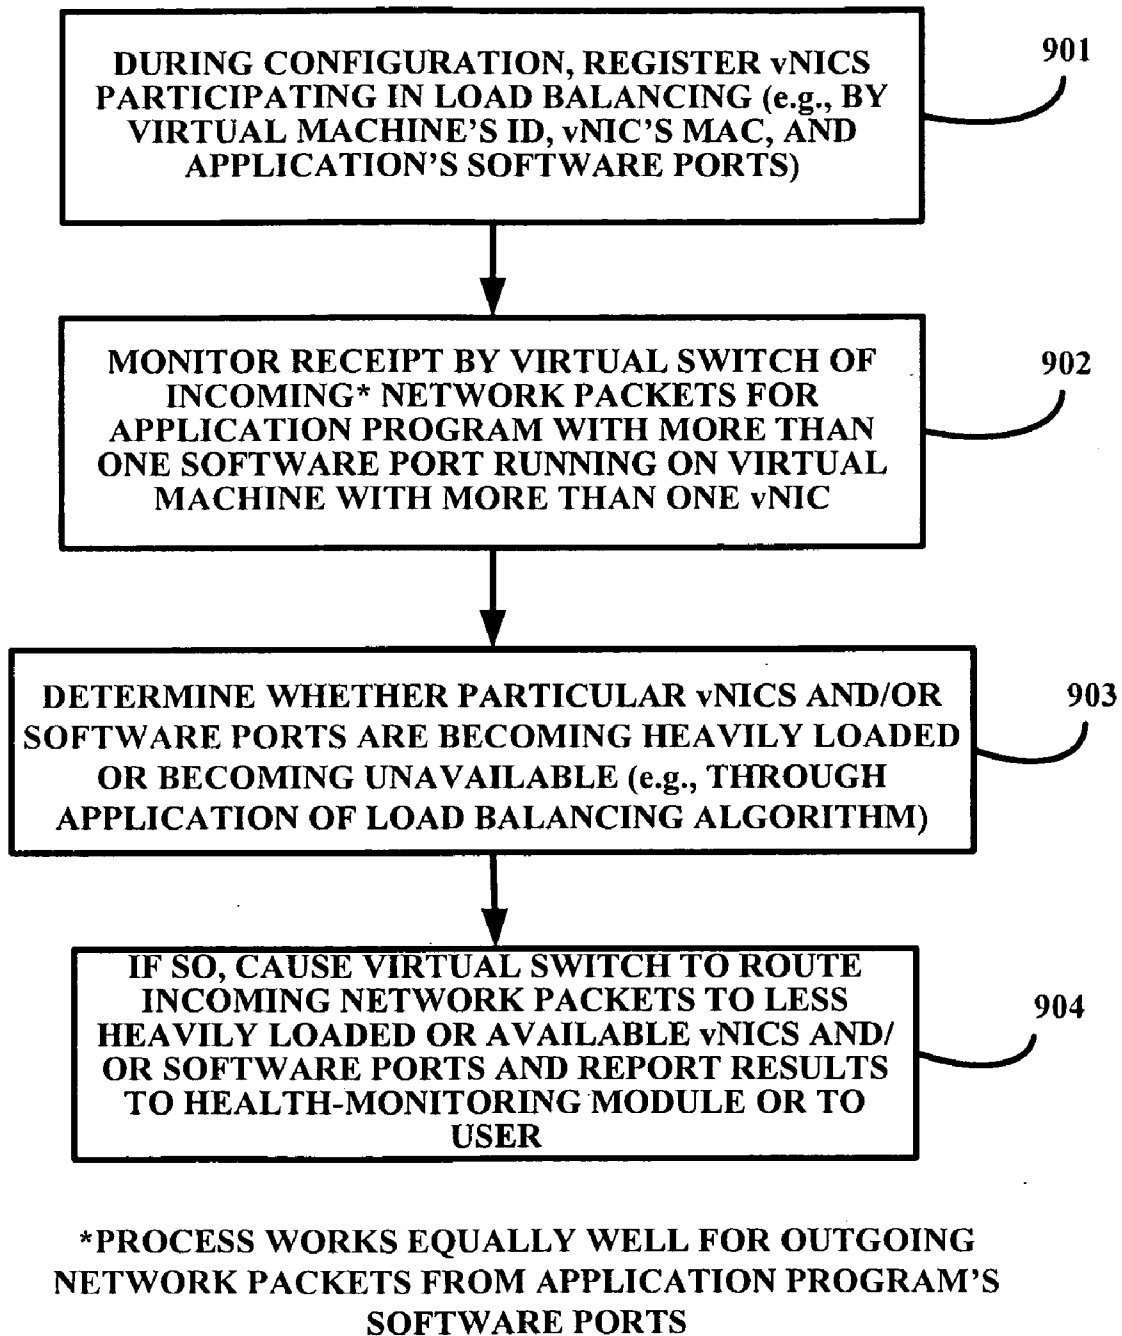 DURING CONFIGURATION, REGISTER vNICS
PARTICIPATING IN LOAD BALANCING (e.g., BY
VIRTUAL MACHINE'S ID, vNIC'S MAC, AND
APPLICATION'S SOFTWARE PORTS)
901
MONITOR RECEIPT BY VIRTUAL SWITCH OF
INCOMING* NETWORK PACKETS FOR
APPLICATION PROGRAM WITH MORE THAN
ONE SOFTWARE PORT RUNNING ON VIRTUAL
MACHINE WITH MORE THAN ONE vNIC
902
DETERMINE WHETHER PARTICULAR vNICS AND/OR
SOFTWARE PORTS ARE BECOMING HEAVILY LOADED
OR BECOMING UNAVAILABLE (e.g., THROUGH
APPLICATION OF LOAD BALANCING ALGORITHM)
903
IF SO, CAUSE VIRTUAL SWITCH TO ROUTE
INCOMING NETWORK PACKETS TO LESS
HEAVILY LOADED OR AVAILABLE vNICS AND/
OR SOFTWARE PORTS AND REPORT RESULTS
TO HEALTH-MONITORING MODULE OR TO
USER
904
*PROCESS WORKS EQUALLY WELL FOR OUTGOING
NETWORK PACKETS FROM APPLICATION PROGRAM'S
SOFTWARE PORTS